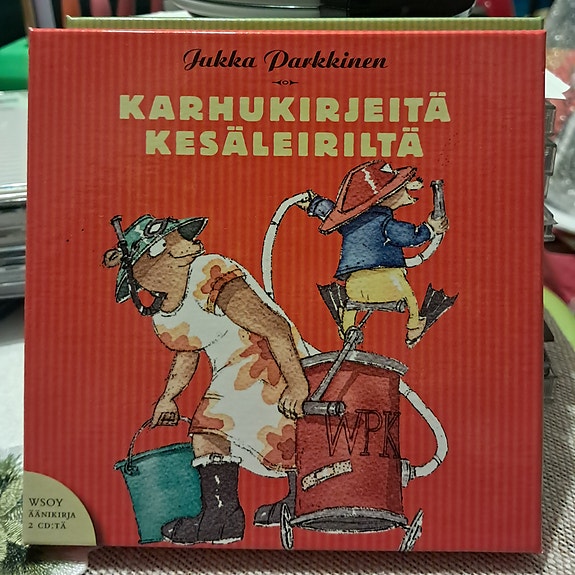 Jukka Parkkinen
KARHUKIRJEITÄ
KESÄLEIRILTÄ
WPK
WSOY
ÄÄNIKIRJA
2 CD:TÄ